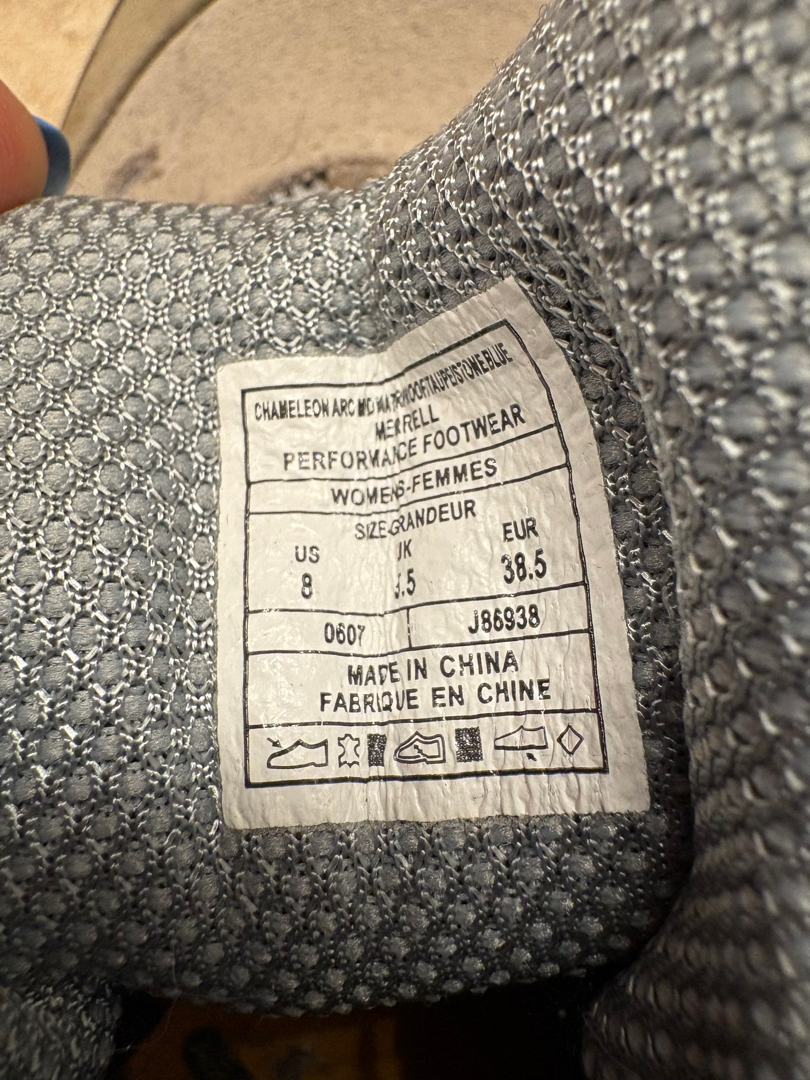 CHAMELEON ARC MID WATERPROOF TAUPE/STONE BLUE
MERRELL
PERFORMANCE FOOTWEAR
WOMENS-FEMMES
SIZE-GRANDEUR
US UK EUR
8 38.5
0607 J86938
MADE IN CHINA
FABRIQUE EN CHINE